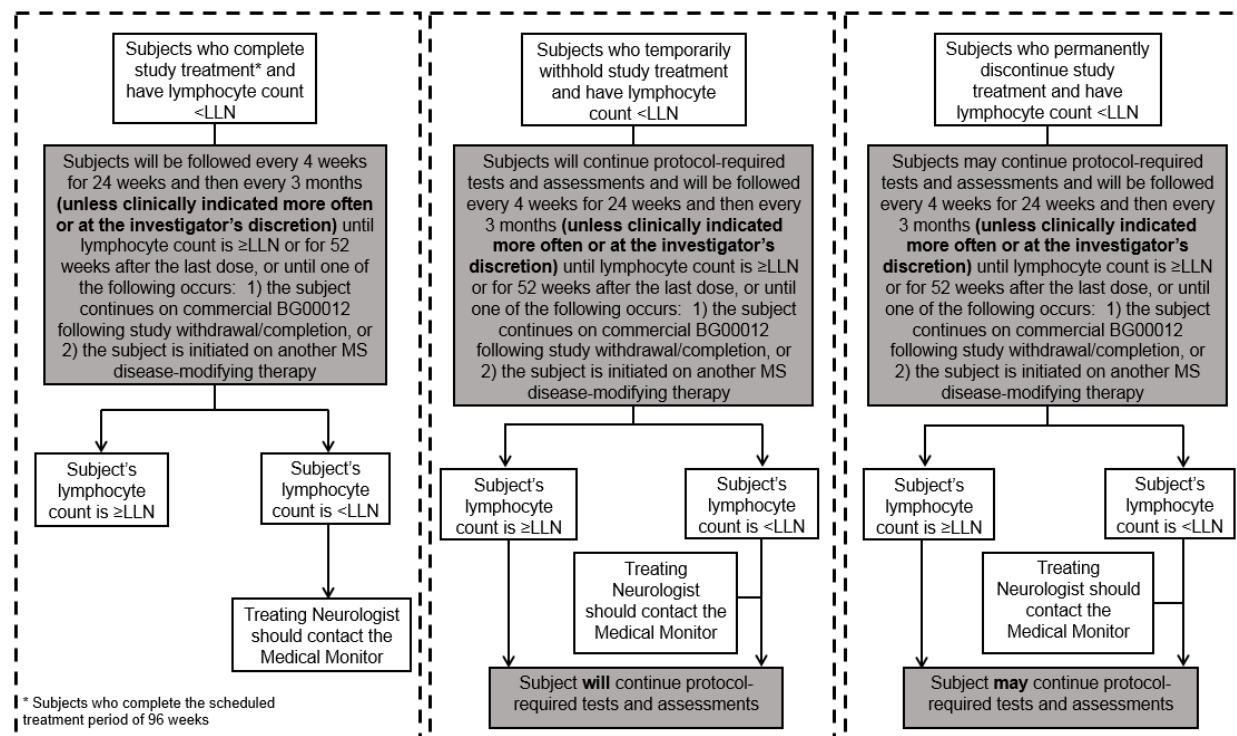 Subjects who complete
study treatment* and
have lymphocyte count
<LLN
Subjects will be followed every 4 weeks
for 24 weeks and then every 3 months
(unless clinically indicated more often
or at the investigator's discretion) until
lymphocyte count is ≥LLN or for 52
weeks after the last dose, or until one of
the following occurs: 1) the subject
continues on commercial BG00012
following study withdrawal/completion, or
2) the subject is initiated on another MS
disease-modifying therapy
Subject's
lymphocyte
count is ≥LLN
Subject's
lymphocyte
count is <LLN
Treating Neurologist
should contact the
Medical Monitor
* Subjects who complete the scheduled
treatment period of 96 weeks
Subjects who temporarily
withhold study treatment
and have lymphocyte
count <LLN
Subjects will continue protocol-required
tests and assessments and will be followed
every 4 weeks for 24 weeks and then every
3 months (unless clinically indicated
more often or at the investigator's
discretion) until lymphocyte count is ≥LLN
or for 52 weeks after the last dose, or until
one of the following occurs: 1) the subject
continues on commercial BG00012
following study withdrawal/completion, or
2) the subject is initiated on another MS
disease-modifying therapy
Subject's
lymphocyte
count is ≥LLN
Subject's
lymphocyte
count is <LLN
Treating
Neurologist
should contact the
Medical Monitor
Subject will continue protocol-
required tests and assessments
Subjects who permanently
discontinue study
treatment and have
lymphocyte count <LLN
Subjects may continue protocol-required
tests and assessments and will be followed
every 4 weeks for 24 weeks and then every
3 months (unless clinically indicated
more often or at the investigator's
discretion) until lymphocyte count is ≥LLN
or for 52 weeks after the last dose, or until
one of the following occurs: 1) the subject
continues on commercial BG00012
following study withdrawal/completion, or
2) the subject is initiated on another MS
disease-modifying therapy
Subject's
lymphocyte
count is ≥LLN
Subject's
lymphocyte
count is <LLN
Treating
Neurologist should
contact the
Medical Monitor
Subject may continue protocol-
required tests and assessments